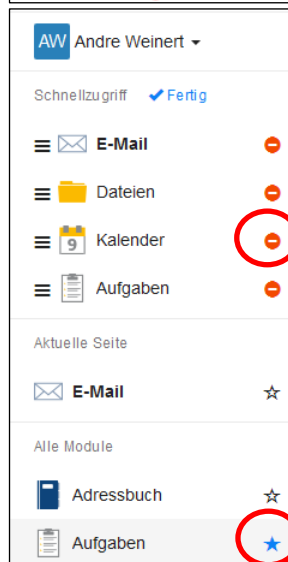 AW Andre Weinert
Schnellzugriff Fertig
E-Mail
Dateien
9 Kalender
Aufgaben
Aktuelle Seite
E-Mail
Alle Module
Adressbuch
Aufgaben